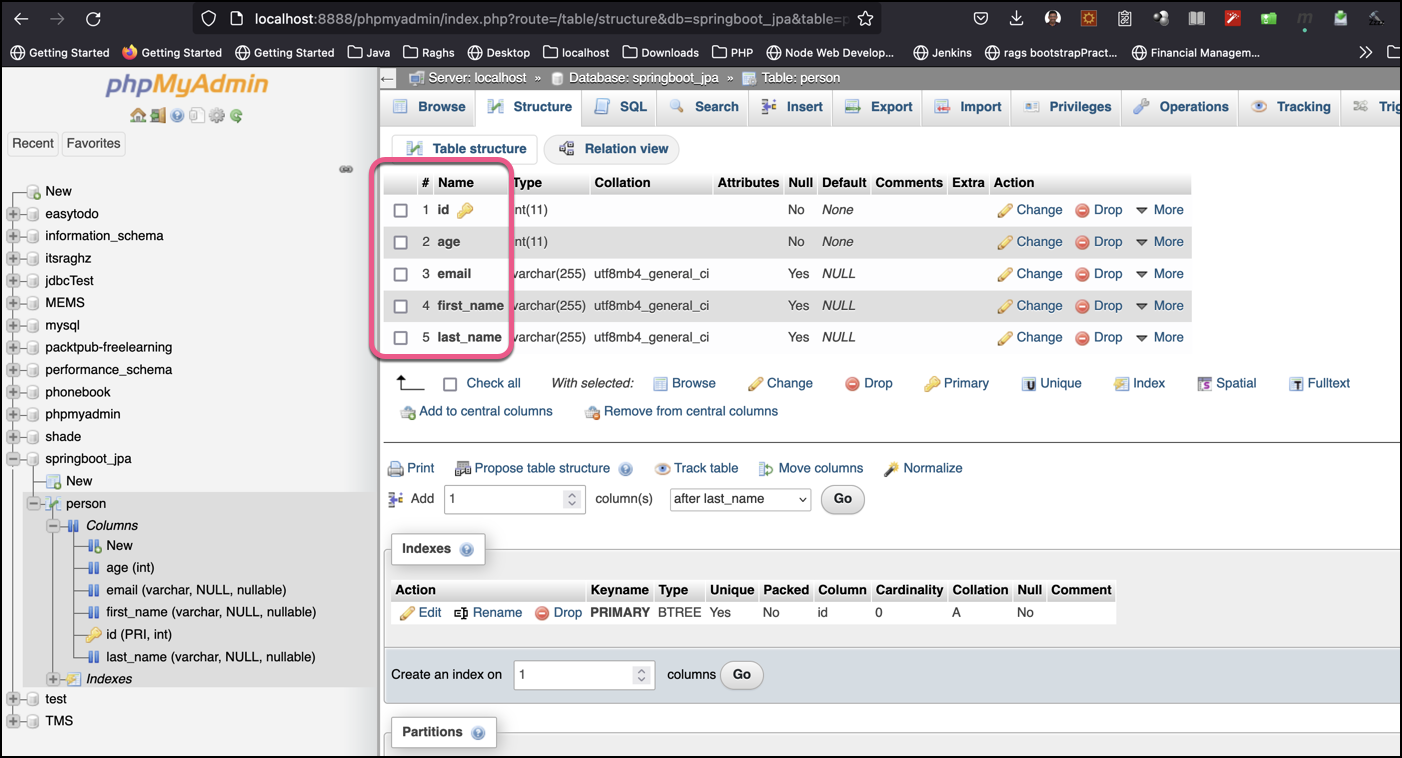 localhost:8888/phpmyadmin/index.php?route=/table/structure&db=springboot_jpa&table=p
Getting Started Getting Started Getting Started Java Raghs Desktop localhost Downloads PHP Node Web Develop... Jenkins rags bootstrapPract... Financial Managem...
phpMyAdmin
Recent Favorites
New
easytodo
information_schema
itsraghz
jdbcTest
MEMS
mysql
packtpub-freelearning
performance_schema
phonebook
phpmyadmin
shade
springboot_jpa
New
person
Columns
New
age (int)
email (varchar, NULL, nullable)
first_name (varchar, NULL, nullable)
id (PRI, int)
last_name (varchar, NULL, nullable)
Indexes
test
TMS
Server: localhost » Database: springboot_jpa » Table: person
Browse Structure SQL Search Insert Export Import Privileges Operations Tracking Trig
Table structure Relation view
# Name Type Collation Attributes Null Default Comments Extra Action
1 id nt(11) No None Change Drop More
2 age nt(11) No None Change Drop More
3 email varchar(255) utf8mb4_general_ci Yes NULL Change Drop More
4 first_name varchar(255) utf8mb4_general_ci Yes NULL Change Drop More
5 last_name varchar(255) utf8mb4_general_ci Yes NULL Change Drop More
Check all With selected: Browse Change Drop Primary Unique Index Spatial Fulltext
Add to central columns Remove from central columns
Print Propose table structure Track table Move columns Normalize
Add 1 column(s) after last_name Go
Indexes
Action Keyname Type Unique Packed Column Cardinality Collation Null Comment
Edit Rename Drop PRIMARY BTREE Yes No id 0 A No
Create an index on 1 columns Go
Partitions